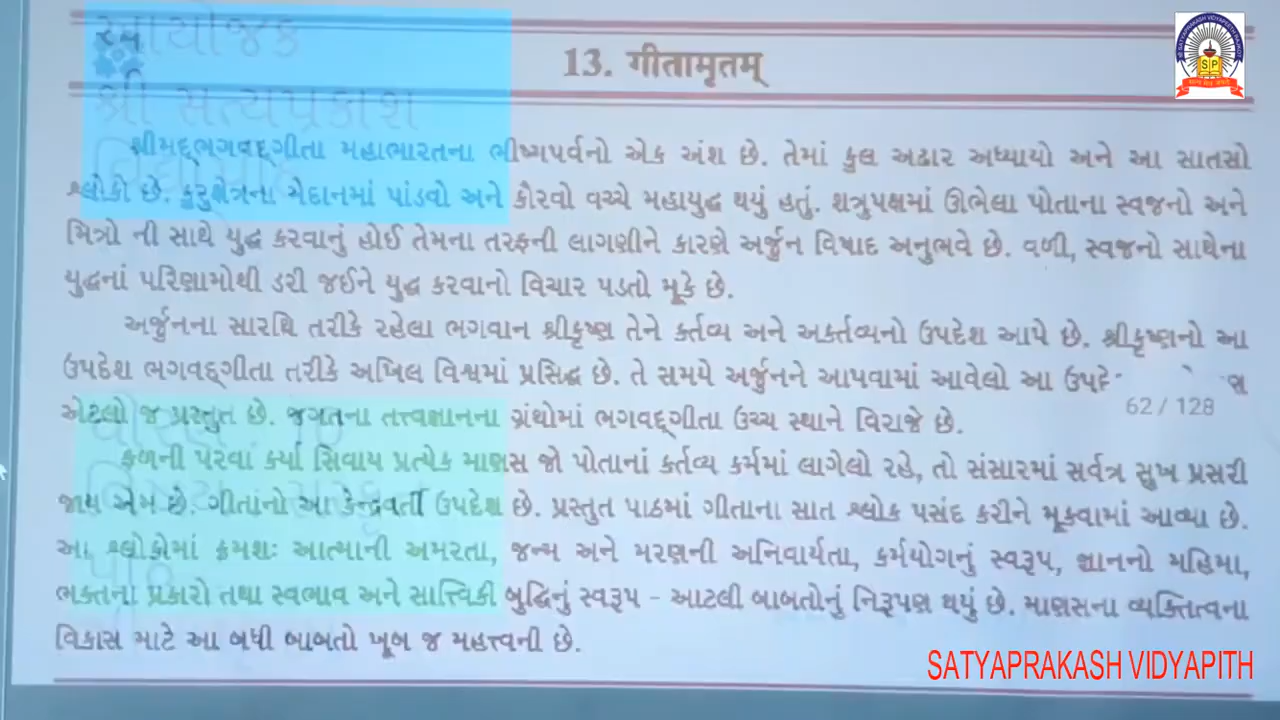 આયોજક
શ્રી સત્યપ્રકાશ
13. गीतामृतम्
શ્રીમદ્ભગવદ્ગીતા મહાભારતના ભીષ્મપર્વનો એક અંશ છે. તેમાં કુલ અઢાર અધ્યાયો અને આ સાતસો
શ્લોકો છે. કુરુક્ષેત્રના મેદાનમાં પાંડવો અને કૌરવો વચ્ચે મહાયુદ્ધ થયું હતું. શત્રુપક્ષમાં ઊભેલા પોતાના સ્વજનો અને
મિત્રો ની સાથે યુદ્ધ કરવાનું હોઈ તેમના તરફની લાગણીને કારણે અર્જુન વિષાદ અનુભવે છે. વળી, સ્વજનો સાથેના
યુદ્ધનાં પરિણામોથી ડરી જઈને યુદ્ધ કરવાનો વિચાર પડતો મૂકે છે.
અર્જુનના સારથિ તરીકે રહેલા ભગવાન શ્રીકૃષ્ણ તેને કર્તવ્ય અને અકર્તવ્યનો ઉપદેશ આપે છે. શ્રીકૃષ્ણનો આ
ઉપદેશ ભગવદ્ગીતા તરીકે અખિલ વિશ્વમાં પ્રસિદ્ધ છે. તે સમયે અર્જુનને આપવામાં આવેલો આ
એટલો જ પ્રસ્તુત છે. જગતના તત્ત્વજ્ઞાનના ગ્રંથોમાં ભગવદ્ગીતા ઉચ્ચ સ્થાને વિરાજે છે.
62 / 128
ફળની પરવા કર્યા સિવાય પ્રત્યેક માણસ જો પોતાનાં કર્તવ્ય કર્મમાં લાગેલો રહે, તો સંસારમાં સર્વત્ર સુખ પ્રસરી
જાય એમ છે. ગીતાંનો આ કેન્દ્રવર્તી ઉપદેશ છે. પ્રસ્તુત પાઠમાં ગીતાના સાત શ્લોક પસંદ કરીને મૂકવામાં આવ્યા છે.
આ શ્લોકોમાં ક્રમશઃ આત્માની અમરતા, જન્મ અને મરણની અનિવાર્યતા, કર્મયોગનું સ્વરૂપ, જ્ઞાનનો મહિમા,
ભક્તના પ્રકારો તથા સ્વભાવ અને સાત્ત્વિકી બુદ્ધિનું સ્વરૂપ – આટલી બાબતોનું નિરૂપણ થયું છે. માણસના વ્યક્તિત્વના
વિકાસ માટે આ બધી બાબતો ખૂબ જ મહત્ત્વની છે.
SATYAPRAKASH VIDYAPITH